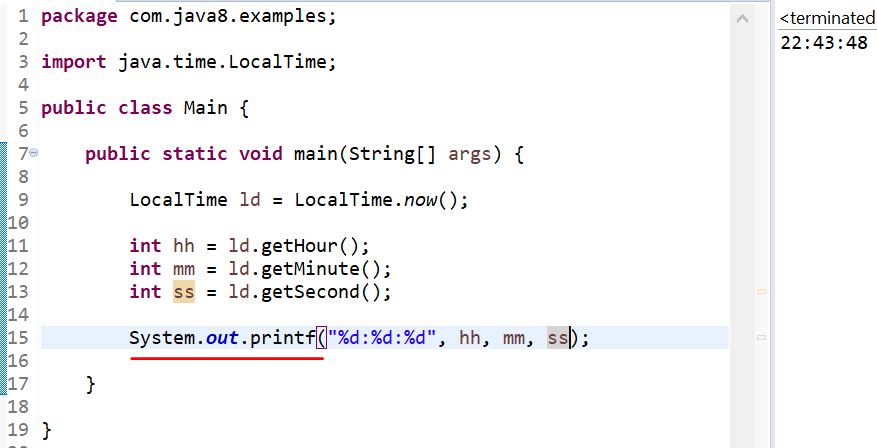 1 package com.java8.examples;
2
3 import java.time.LocalTime;
4
5 public class Main {
6
7 public static void main(String[] args) {
8
9 LocalTime ld = LocalTime.now();
10
11 int hh = ld.getHour();
12 int mm = ld.getMinute();
13 int ss = ld.getSecond();
14
15 System.out.printf("%d:%d:%d", hh, mm, ss);
16
17 }
18
19 }
<terminated
22:43:48